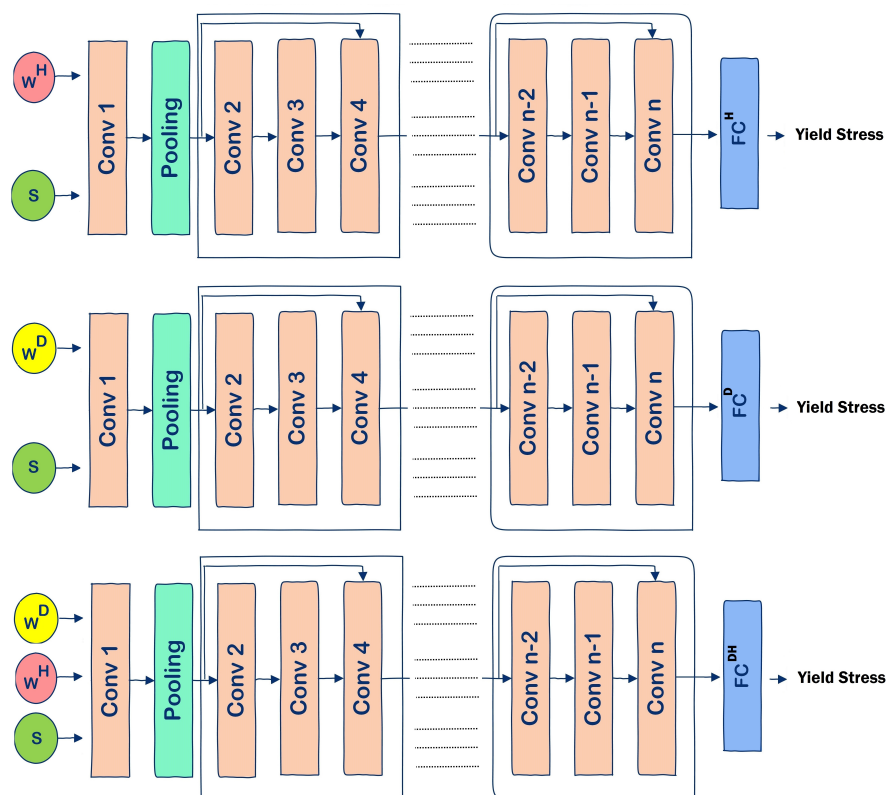 W^H
S
Conv 1
Pooling
Conv 2
Conv 3
Conv 4
Conv n-2
Conv n-1
Conv n
FC^H
Yield Stress
W^D
S
Conv 1
Pooling
Conv 2
Conv 3
Conv 4
Conv n-2
Conv n-1
Conv n
FC^D
Yield Stress
W^D
W^H
S
Conv 1
Pooling
Conv 2
Conv 3
Conv 4
Conv n-2
Conv n-1
Conv n
FC^DH
Yield Stress